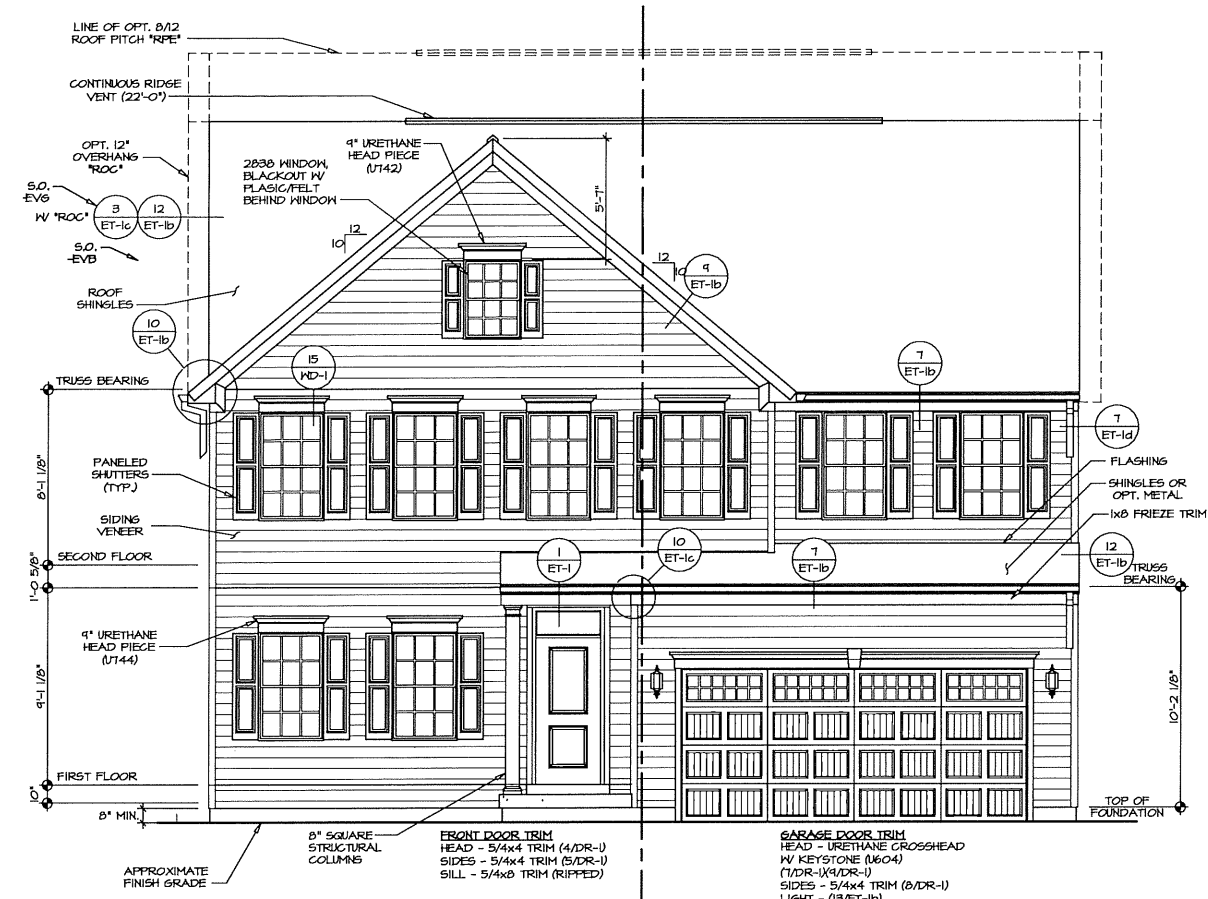 LINE OF OPT. 8/12
ROOF PITCH "RPE"
CONTINUOUS RIDGE
VENT (22'-0")
OPT. 12"
OVERHANG
"ROC"
S.O.
-EVG
W/ "ROC"
3
ET-1c
12
ET-1b
S.O.
-EVB
ROOF
SHINGLES
10
ET-1b
9" URETHANE
HEAD PIECE
(U742)
2838 WINDOW,
BLACKOUT W/
PLASIC/FELT
BEHIND WINDOW
5'-7"
12
10
12
10
9
ET-1b
15
WD-1
7
ET-1b
7
ET-1d
TRUSS BEARING
8'-1 1/8"
PANELED
SHUTTERS
(TYP.)
SIDING
VENEER
FLASHING
SHINGLES OR
OPT. METAL
1x8 FRIEZE TRIM
SECOND FLOOR
1'-0 5/8"
1
ET-1
10
ET-1c
7
ET-1b
12
ET-1b
TRUSS
BEARING
9" URETHANE
HEAD PIECE
(U744)
9'-1 1/8"
10'-2 1/8"
FIRST FLOOR
10"
8" MIN.
TOP OF
FOUNDATION
APPROXIMATE
FINISH GRADE
8" SQUARE
STRUCTURAL
COLUMNS
FRONT DOOR TRIM
HEAD - 5/4x4 TRIM (4/DR-1)
SIDES - 5/4x4 TRIM (5/DR-1)
SILL - 5/4x8 TRIM (RIPPED)
GARAGE DOOR TRIM
HEAD - URETHANE CROSSHEAD
W/ KEYSTONE (U604)
(7/DR-1)(9/DR-1)
SIDES - 5/4x4 TRIM (8/DR-1)
LIGHT - (13/ET-1b)